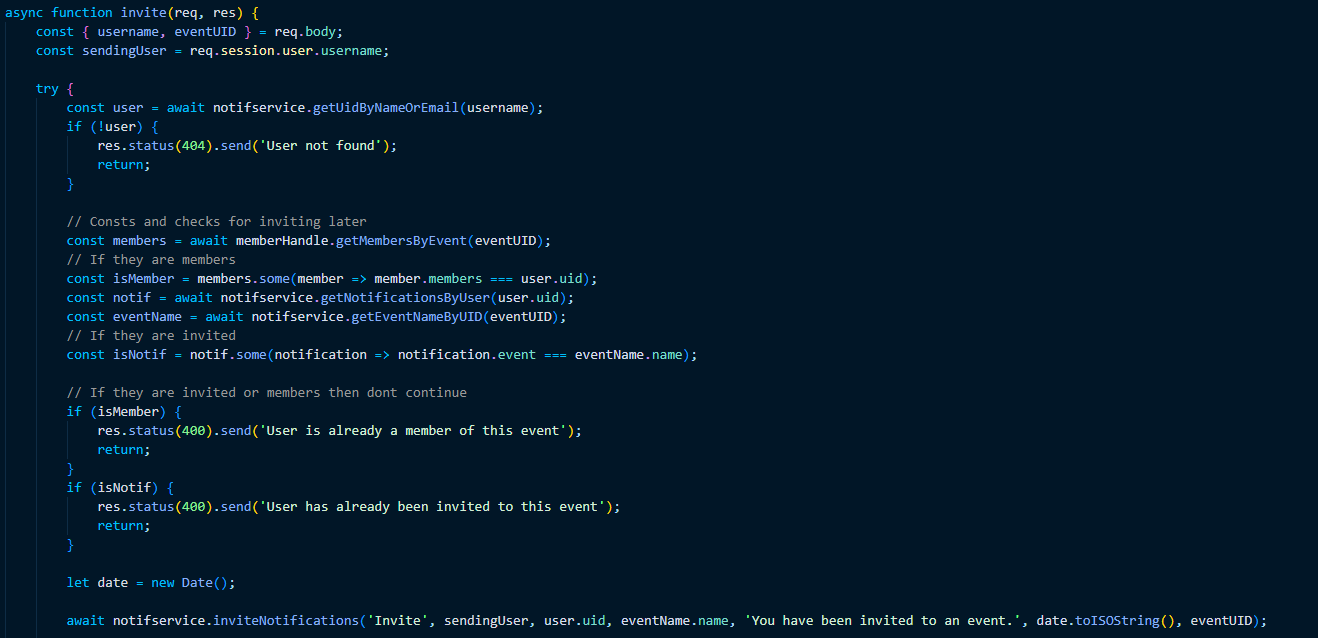 async function invite(req, res) {
    const { username, eventUID } = req.body;
    const sendingUser = req.session.user.username;

    try {
        const user = await notifservice.getUidByNameOrEmail(username);
        if (!user) {
            res.status(404).send('User not found');
            return;
        }

        // Consts and checks for inviting later
        const members = await memberHandle.getMembersByEvent(eventUID);
        // If they are members
        const isMember = members.some(member => member.members === user.uid);
        const notif = await notifservice.getNotificationsByUser(user.uid);
        const eventName = await notifservice.getEventNameByUID(eventUID);
        // If they are invited
        const isNotif = notif.some(notification => notification.event === eventName.name);

        // If they are invited or members then dont continue
        if (isMember) {
            res.status(400).send('User is already a member of this event');
            return;
        }
        if (isNotif) {
            res.status(400).send('User has already been invited to this event');
            return;
        }

        let date = new Date();

        await notifservice.inviteNotifications('Invite', sendingUser, user.uid, eventName.name, 'You have been invited to an event.', date.toISOString(), eventUID);